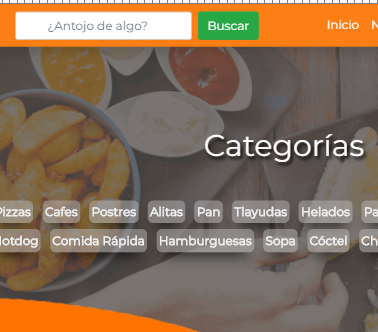 ¿Antojo de algo? Buscar Inicio N
Categorías
Pizzas Cafes Postres Alitas Pan Tlayudas Helados Pa
Hotdog Comida Rápida Hamburguesas Sopa Cóctel Ch